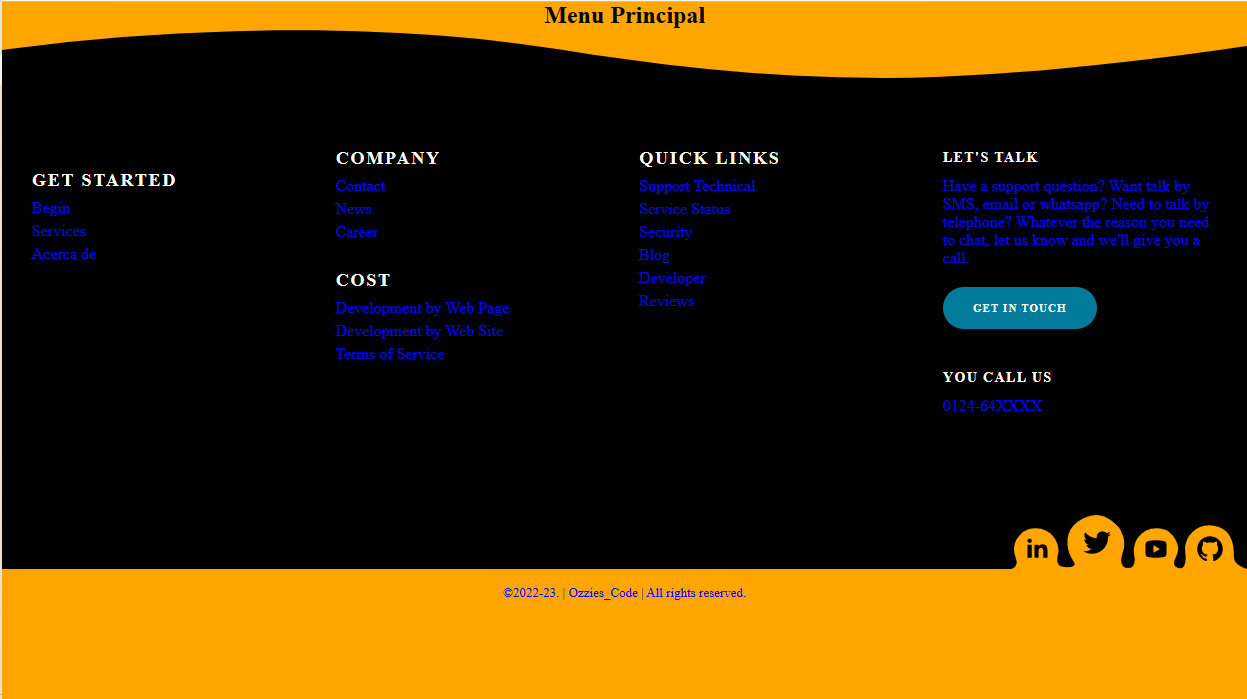 Menu Principal
GET STARTED
Begin
Services
Acerca de
COMPANY
Contact
News
Career
COST
Development by Web Page
Development by Web Site
Terms of Service
QUICK LINKS
Support Technical
Service Status
Security
Blog
Developer
Reviews
LET'S TALK
Have a support question? Want talk by
SMS, email or whatsapp? Need to talk by
telephone? Whatever the reason you need
to chat, let us know and we'll give you a
call.
GET IN TOUCH
YOU CALL US
0124-64XXXX
in
©2022-23. | Ozzies_Code | All rights reserved.